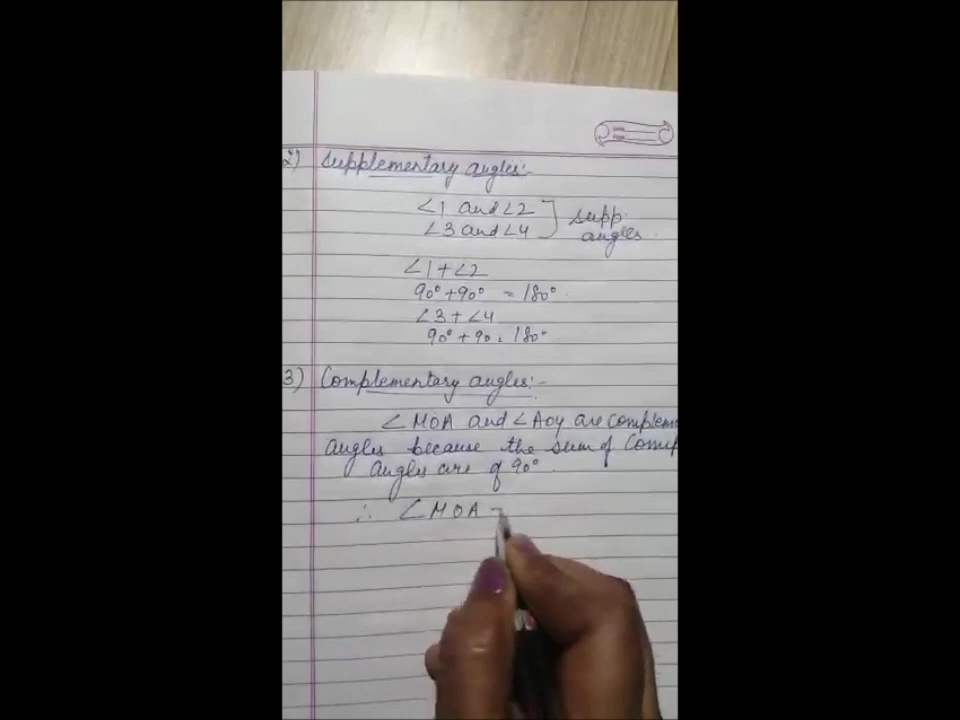 2) Supplementary angles:-
∠1 and ∠2
∠3 and ∠4
supp.
angles
∠1+∠2
90°+90° = 180°
∠3+∠4
90°+90 = 180°
3) Complementary angles:-
∠MOA and ∠AOY are complem
angles because the sum of Comp
angles are of 90°
∴ ∠MOA